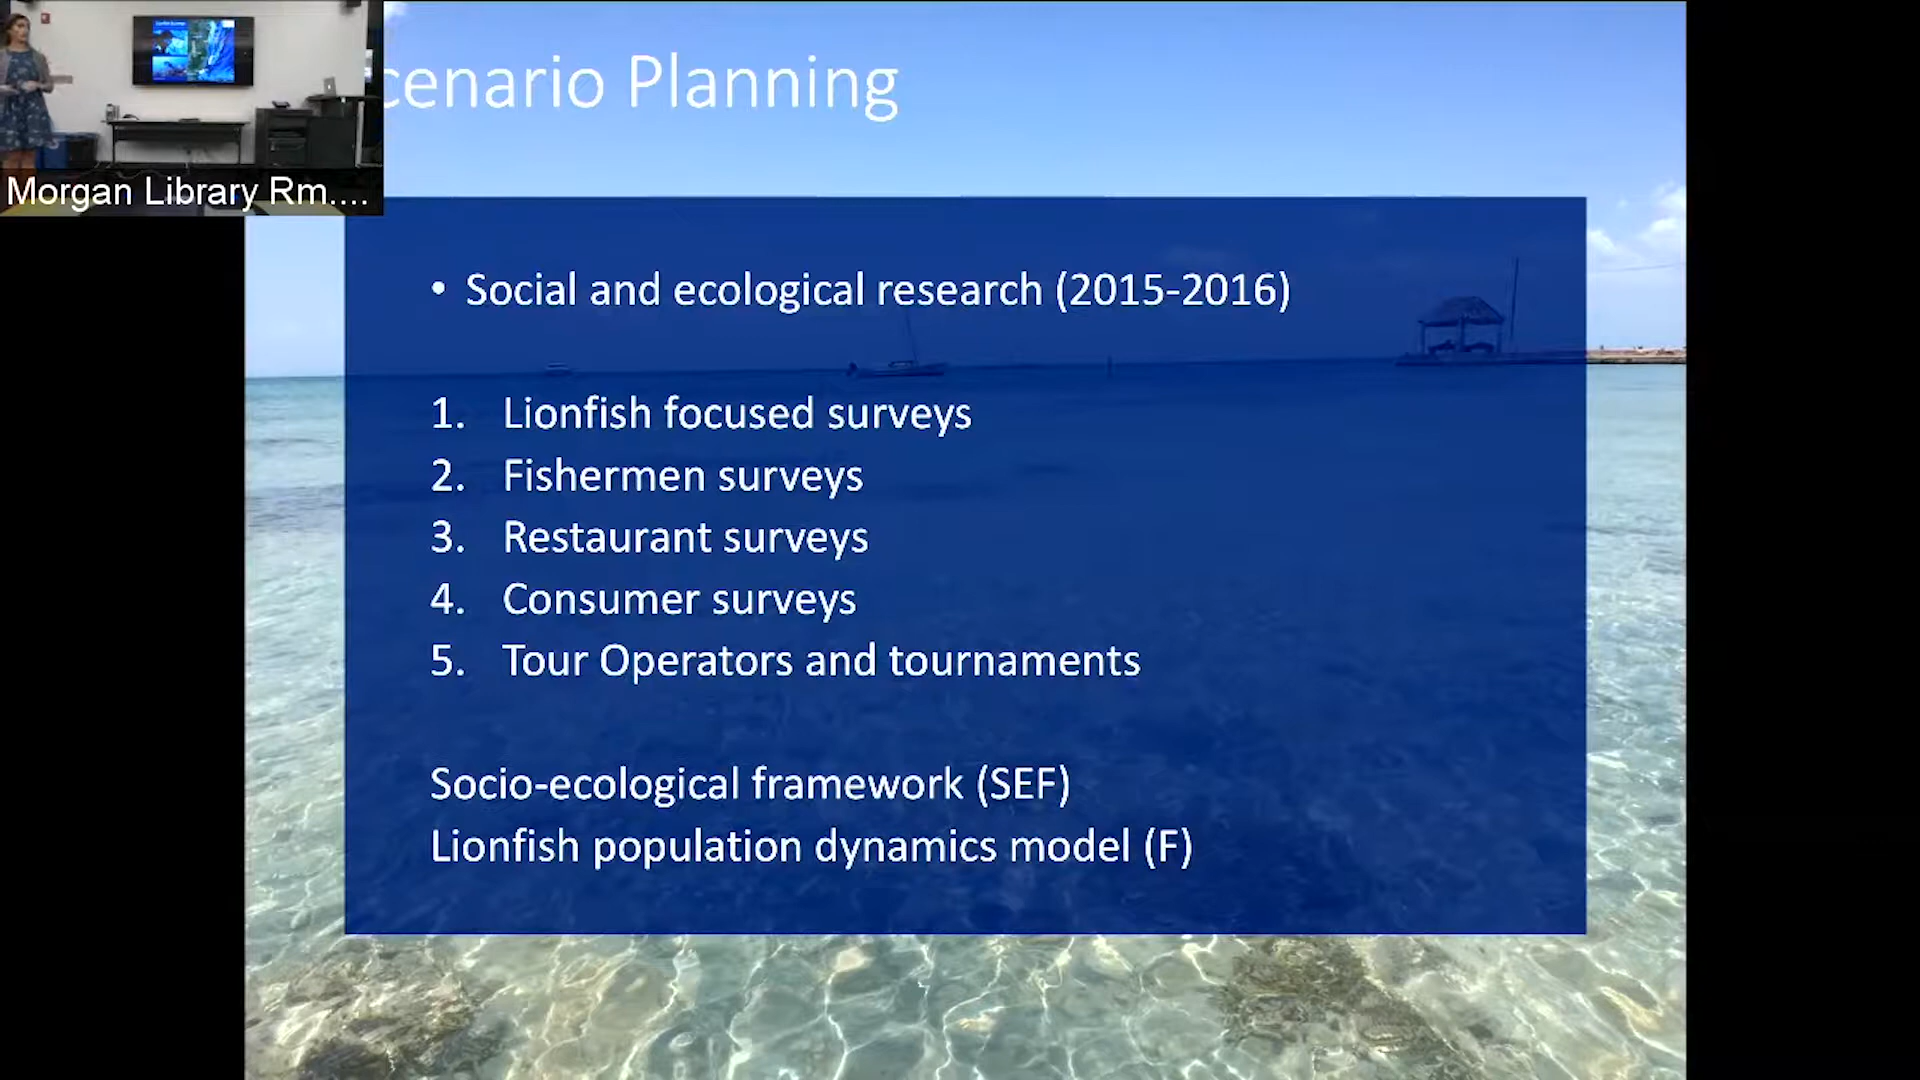 cenario Planning
Morgan Library Rm....
• Social and ecological research (2015-2016)
1. Lionfish focused surveys
2. Fishermen surveys
3. Restaurant surveys
4. Consumer surveys
5. Tour Operators and tournaments
Socio-ecological framework (SEF)
Lionfish population dynamics model (F)